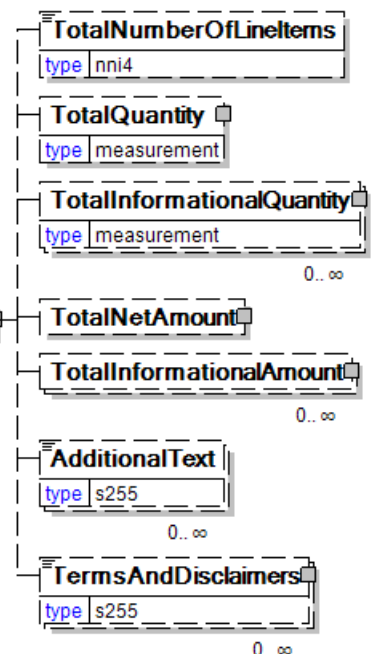 TotalNumberOfLineItems
type nni4
TotalQuantity
type measurement
TotalInformationalQuantity
type measurement
0.. ∞
TotalNetAmount
TotalInformationalAmount
0.. ∞
AdditionalText
type s255
0.. ∞
TermsAndDisclaimers
type s255
0.. ∞